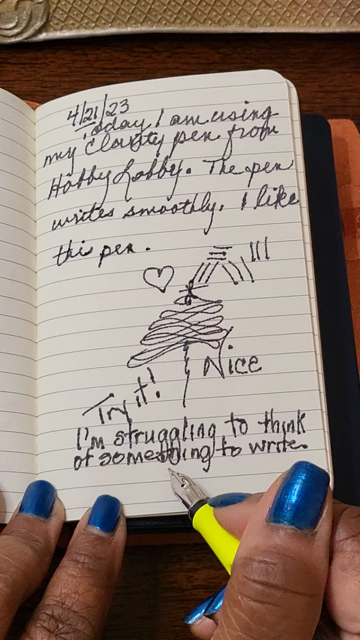 4/21/23
Today I am using
my Clarity pen from
Hobby Lobby. The pen
writes smoothly. I like
this pen.
Nice
Try it!
I'm struggling to think
of something to write.